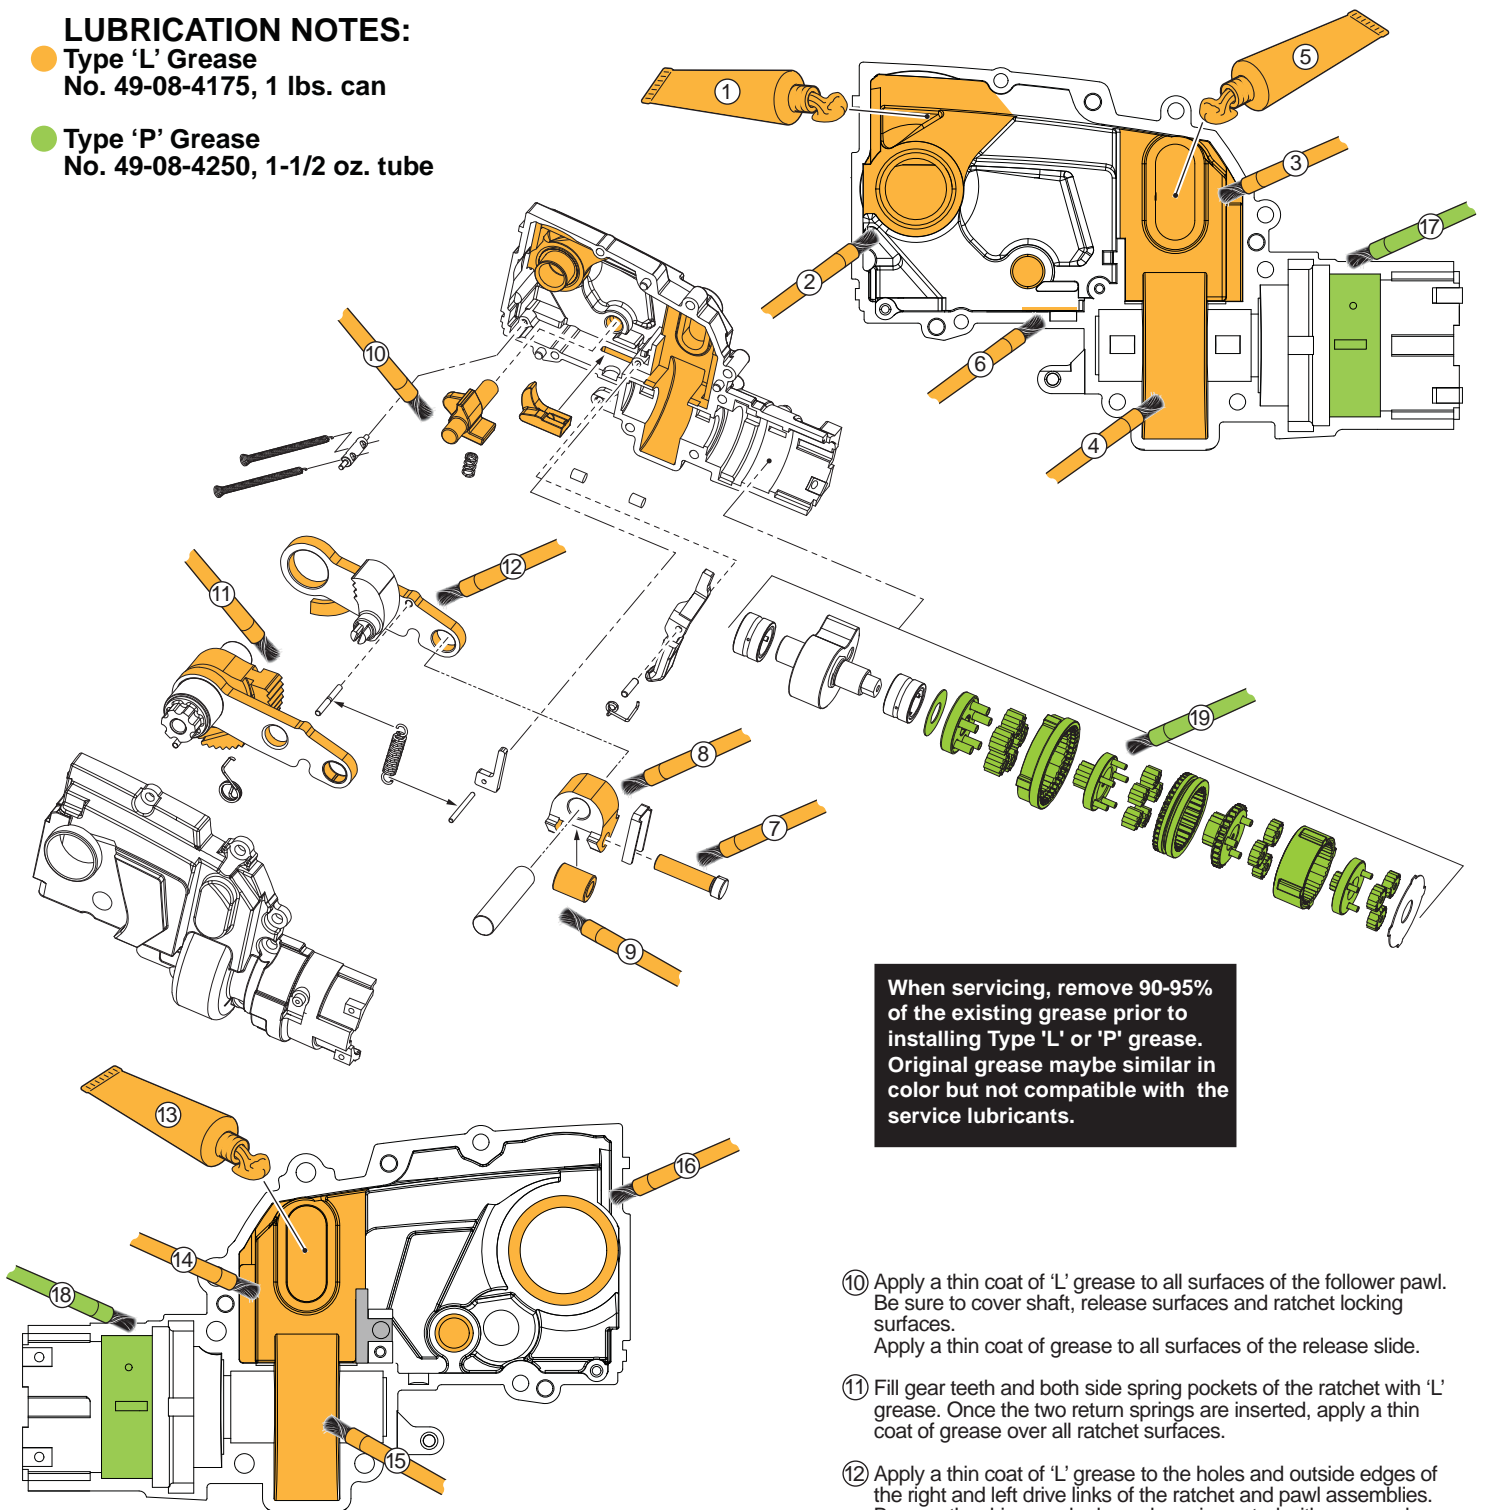 LUBRICATION NOTES:
Type ‘L’ Grease
No. 49-08-4175, 1 lbs. can
Type ‘P’ Grease
No. 49-08-4250, 1-1/2 oz. tube
1
5
3
17
2
6
4
10
12
11
19
8
7
9
When servicing, remove 90-95%
of the existing grease prior to
installing Type 'L' or 'P' grease.
Original grease maybe similar in
color but not compatible with the
service lubricants.
13
16
14
18
15
10 Apply a thin coat of ‘L’ grease to all surfaces of the follower pawl.
Be sure to cover shaft, release surfaces and ratchet locking
surfaces.
Apply a thin coat of grease to all surfaces of the release slide.
11 Fill gear teeth and both side spring pockets of the ratchet with ‘L’
grease. Once the two return springs are inserted, apply a thin
coat of grease over all ratchet surfaces.
12 Apply a thin coat of ‘L’ grease to the holes and outside edges of
the right and left drive links of the ratchet and pawl assemblies.